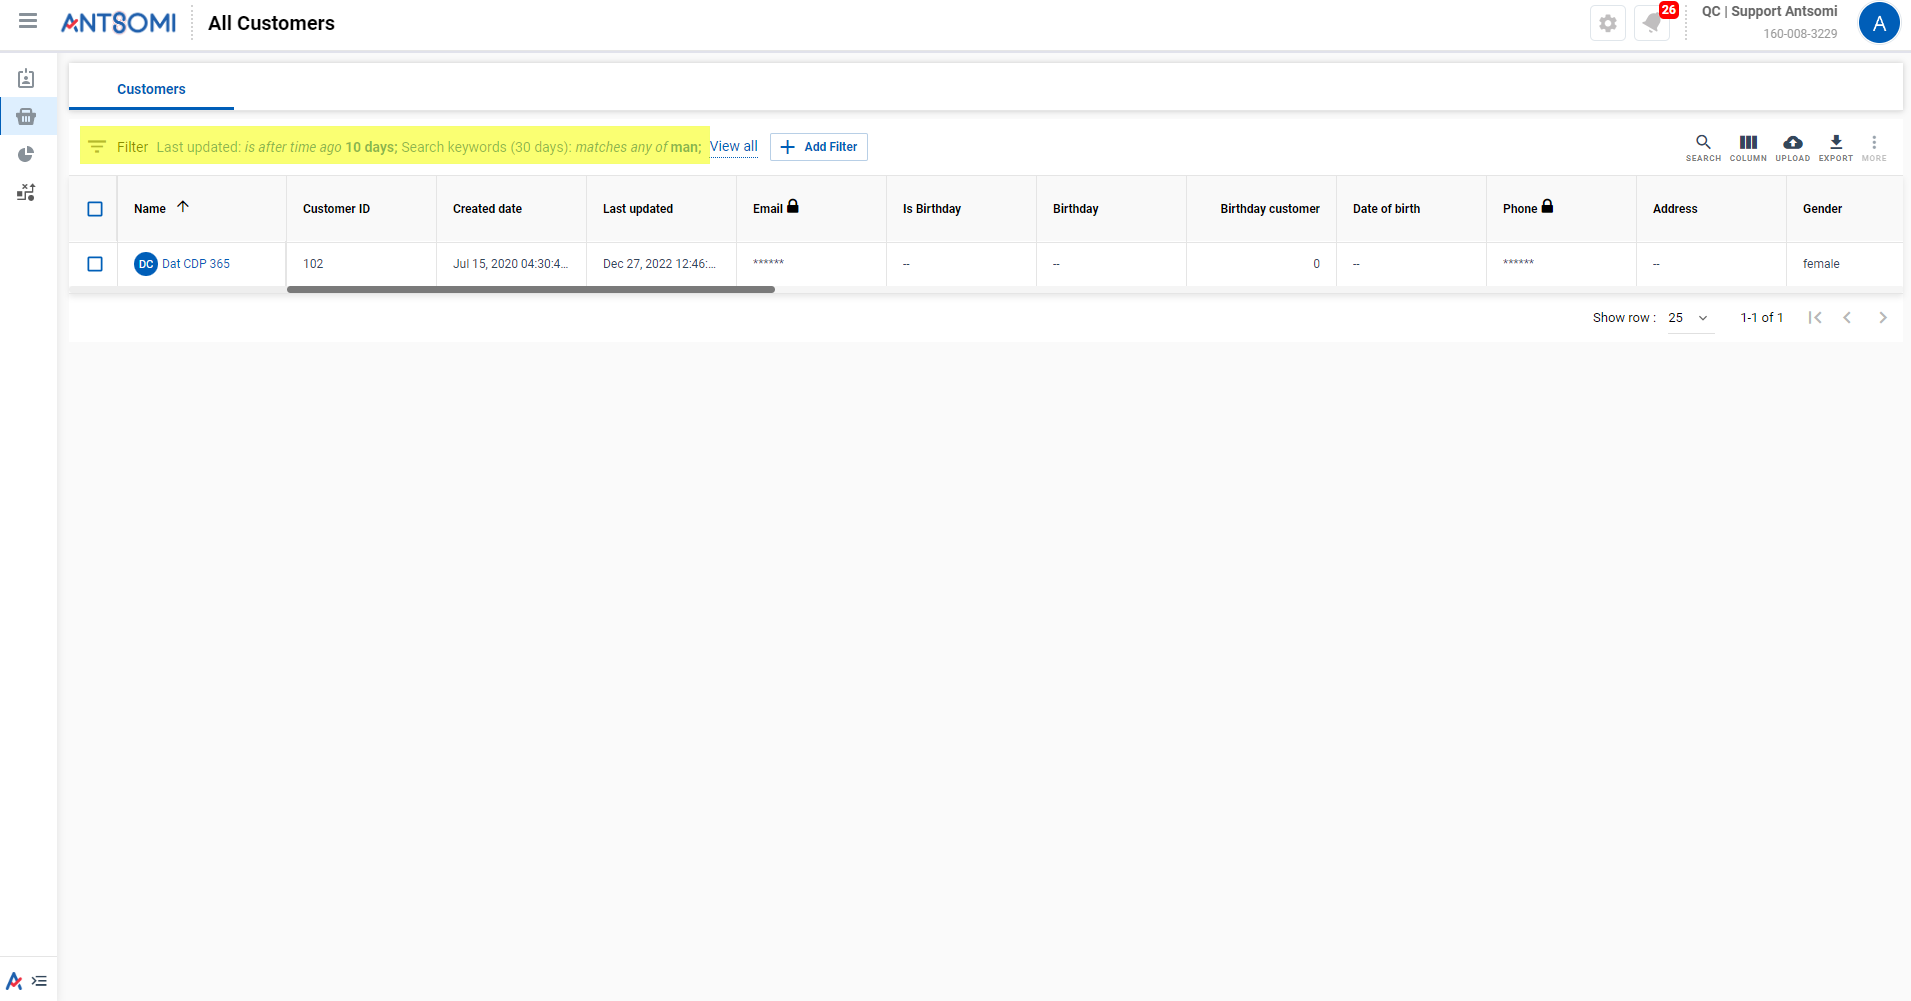 ANTSOMI
All Customers
26
QC | Support Antsomi
160-008-3229
A
Customers
Filter Last updated: is after time ago 10 days; Search keywords (30 days): matches any of man; View all
Add Filter
SEARCH COLUMN UPLOAD EXPORT MORE
Name Customer ID Created date Last updated Email Is Birthday Birthday Birthday customer Date of birth Phone Address Gender
DC Dat CDP 365 102 Jul 15, 2020 04:30:4... Dec 27, 2022 12:46:... ****** -- -- 0 -- ****** -- female
Show row : 25 1-1 of 1